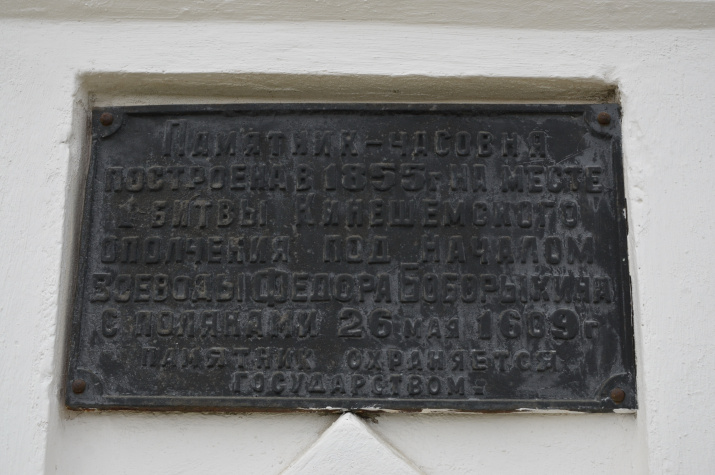 Памятник-часовня
построена в 1855 г на месте
битвы Кинешемского
ополчения под началом
воеводы Федора Боборыкина
с поляками 26 мая 1609 г
памятник охраняется
государством